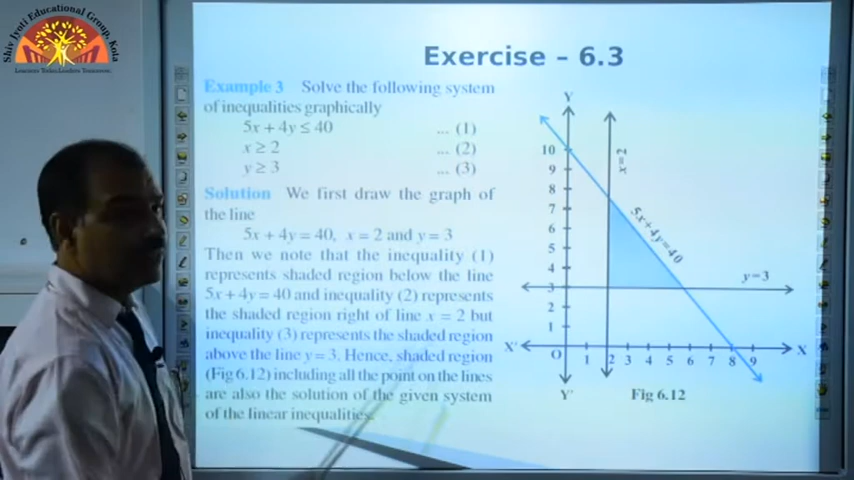 Shiv Jyoti Educational Group, Kota
Learners Today, Leaders Tomorrow.
Exercise – 6.3
Example 3 Solve the following system
of inequalities graphically
5x + 4y ≤ 40 ... (1)
x ≥ 2 ... (2)
y ≥ 3 ... (3)
Solution We first draw the graph of
the line
5x + 4y = 40, x = 2 and y = 3
Then we note that the inequality (1)
represents shaded region below the line
5x + 4y = 40 and inequality (2) represents
the shaded region right of line x = 2 but
inequality (3) represents the shaded region
above the line y = 3. Hence, shaded region
(Fig 6.12) including all the point on the lines
are also the solution of the given system
of the linear inequalities.
Y
x=2
10
9
8
7
6
5
4
3
2
1
5x+4y=40
y=3
X'
O
1 2 3 4 5 6 7 8 9
X
Y'
Fig 6.12